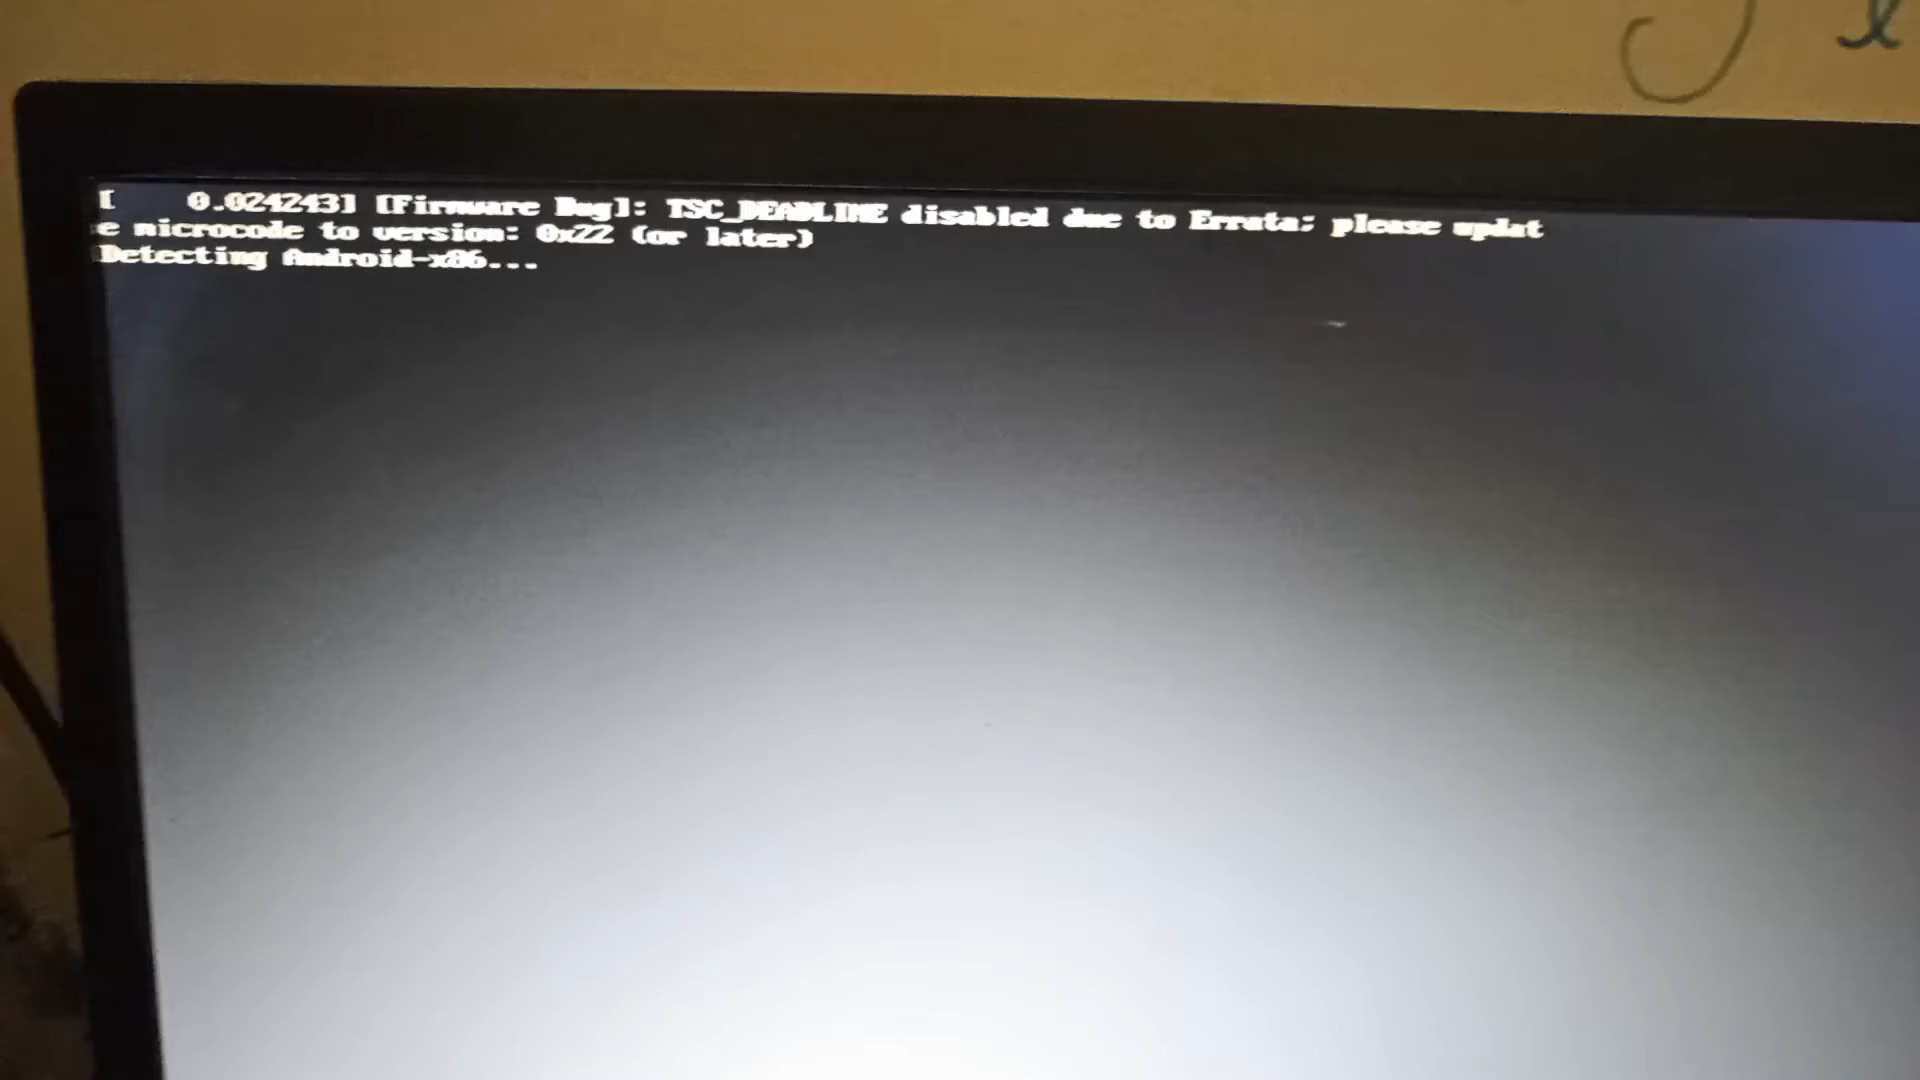 [    0.024243] [Firmware Bug]: TSC_DEADLINE disabled due to Errata; please updat
e microcode to version: 0x22 (or later)
Detecting Android-x86...